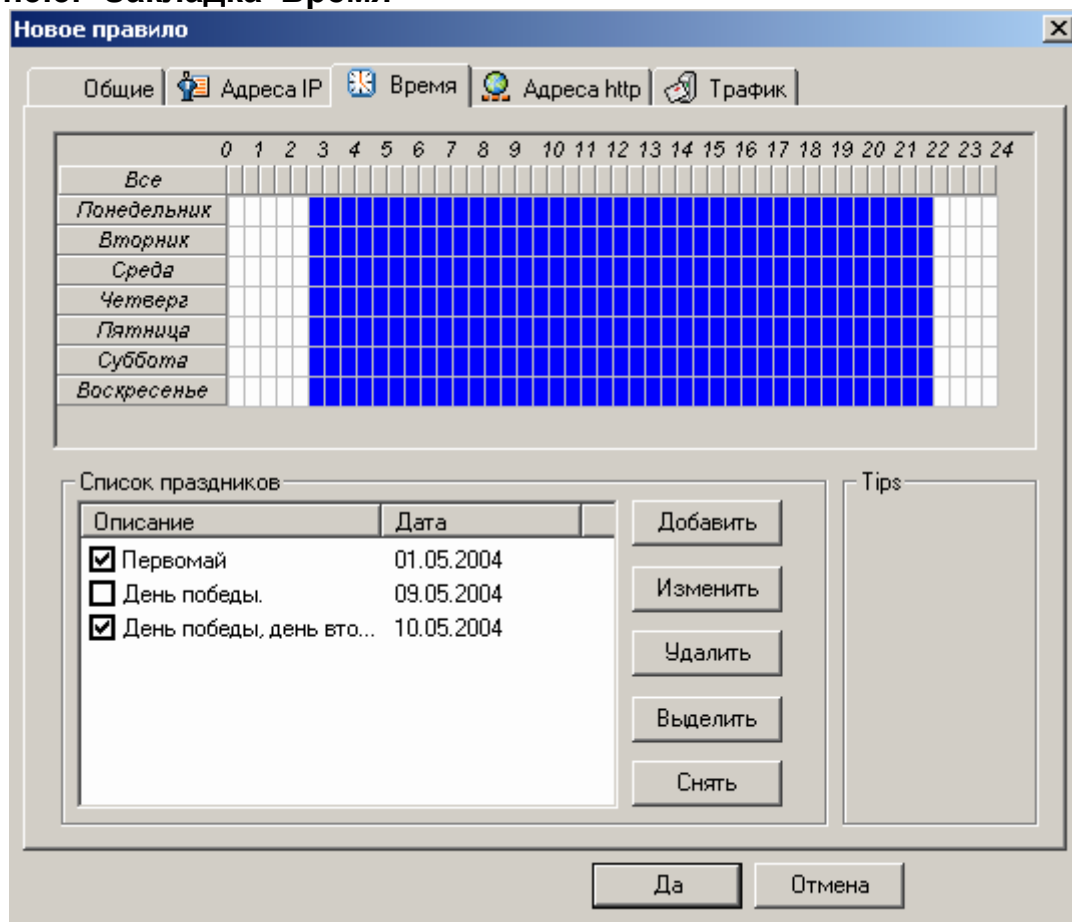 Закладка "Время"
Новое правило
Общие Адреса IP Время Адреса http Трафик
0 1 2 3 4 5 6 7 8 9 10 11 12 13 14 15 16 17 18 19 20 21 22 23 24
Все
Понедельник
Вторник
Среда
Четверг
Пятница
Суббота
Воскресенье
Список праздников Tips
Описание Дата
Первомай 01.05.2004
День победы. 09.05.2004
День победы, день вто... 10.05.2004
Добавить
Изменить
Удалить
Выделить
Снять
Да Отмена